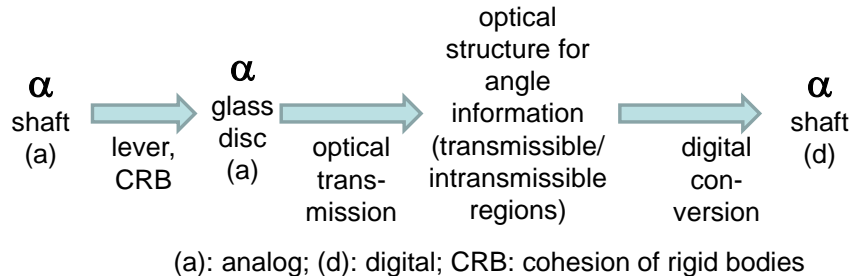 α
shaft
(a)
lever,
CRB
α
glass
disc
(a)
optical
trans-
mission
optical
structure for
angle
information
(transmissible/
intransmissible
regions)
digital
con-
version
α
shaft
(d)
(a): analog; (d): digital; CRB: cohesion of rigid bodies